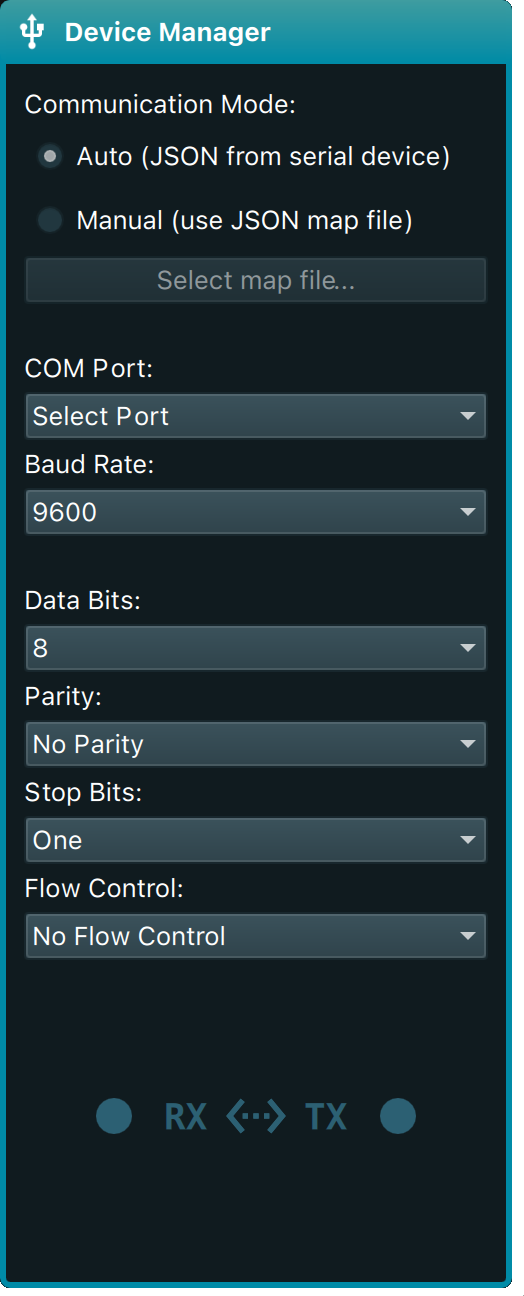 Device Manager
Communication Mode:
Auto (JSON from serial device)
Manual (use JSON map file)
Select map file...
COM Port:
Select Port
Baud Rate:
9600
Data Bits:
8
Parity:
No Parity
Stop Bits:
One
Flow Control:
No Flow Control
RX TX